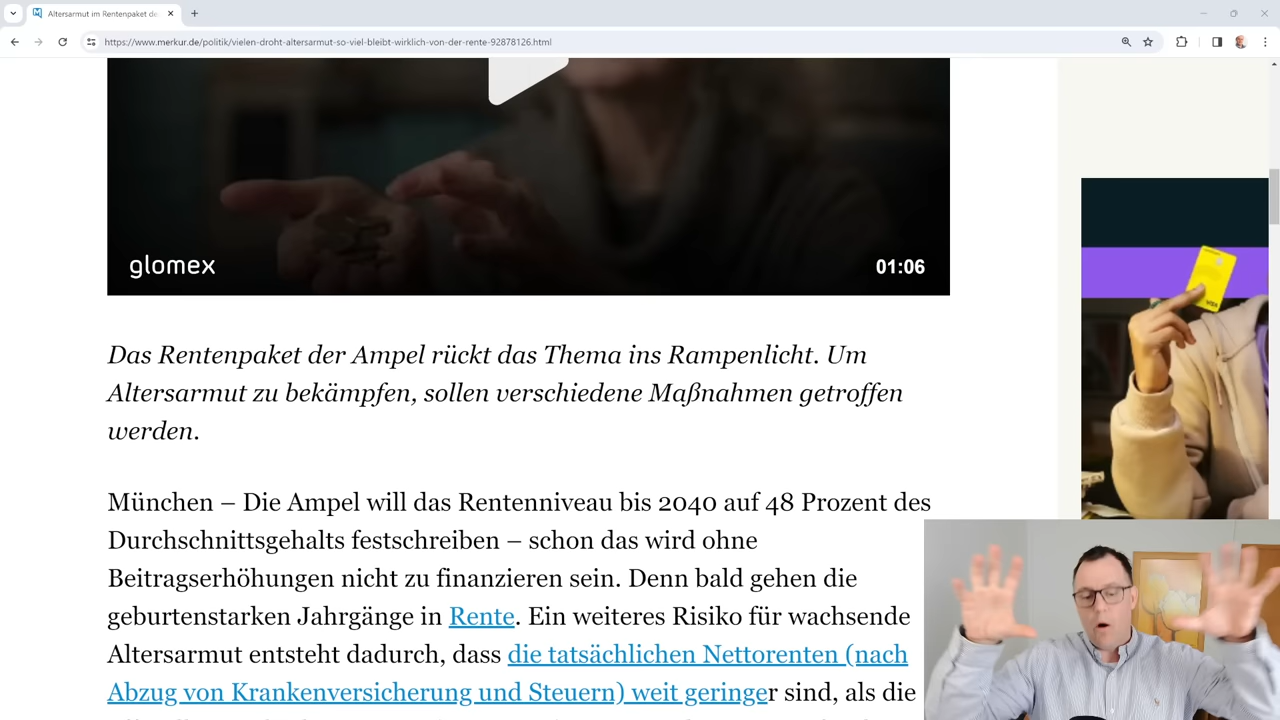 Altersarmut im Rentenpaket de
https://www.merkur.de/politik/vielen-droht-altersarmut-so-viel-bleibt-wirklich-von-der-rente-92878126.html
glomex
01:06
VISA
Das Rentenpaket der Ampel rückt das Thema ins Rampenlicht. Um
Altersarmut zu bekämpfen, sollen verschiedene Maßnahmen getroffen
werden.
München – Die Ampel will das Rentenniveau bis 2040 auf 48 Prozent des
Durchschnittsgehalts festschreiben – schon das wird ohne
Beitragserhöhungen nicht zu finanzieren sein. Denn bald gehen die
geburtenstarken Jahrgänge in Rente. Ein weiteres Risiko für wachsende
Altersarmut entsteht dadurch, dass die tatsächlichen Nettorenten (nach
Abzug von Krankenversicherung und Steuern) weit geringer sind, als die